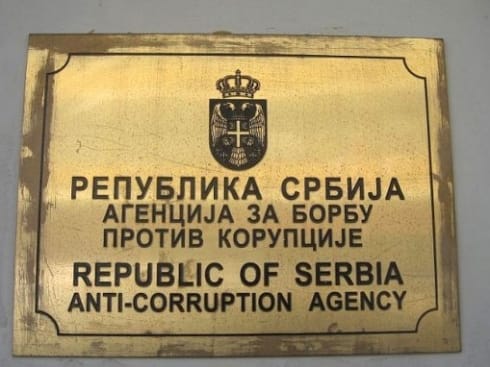 РЕПУБЛИКА СРБИЈА
АГЕНЦИЈА ЗА БОРБУ
ПРОТИВ КОРУПЦИЈЕ
REPUBLIC OF SERBIA
ANTI-CORRUPTION AGENCY